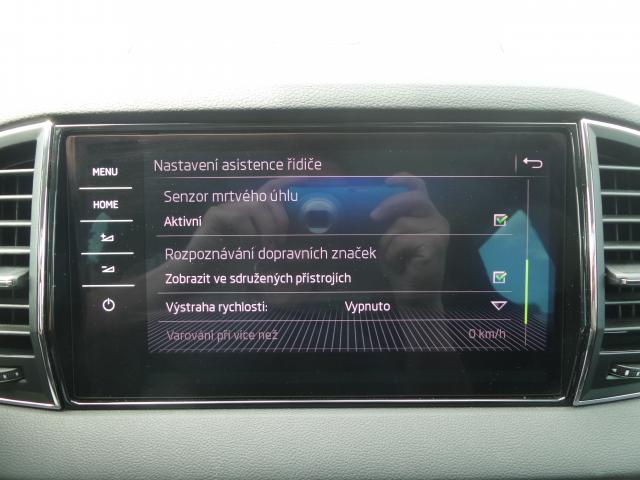 Nastavení asistence řidiče
MENU
Senzor mrtvého úhlu
HOME
Aktivní
Rozpoznávání dopravních značek
Zobrazit ve sdružených přístrojích
Výstraha rychlosti: Vypnuto
Varování při více než 0 km/h